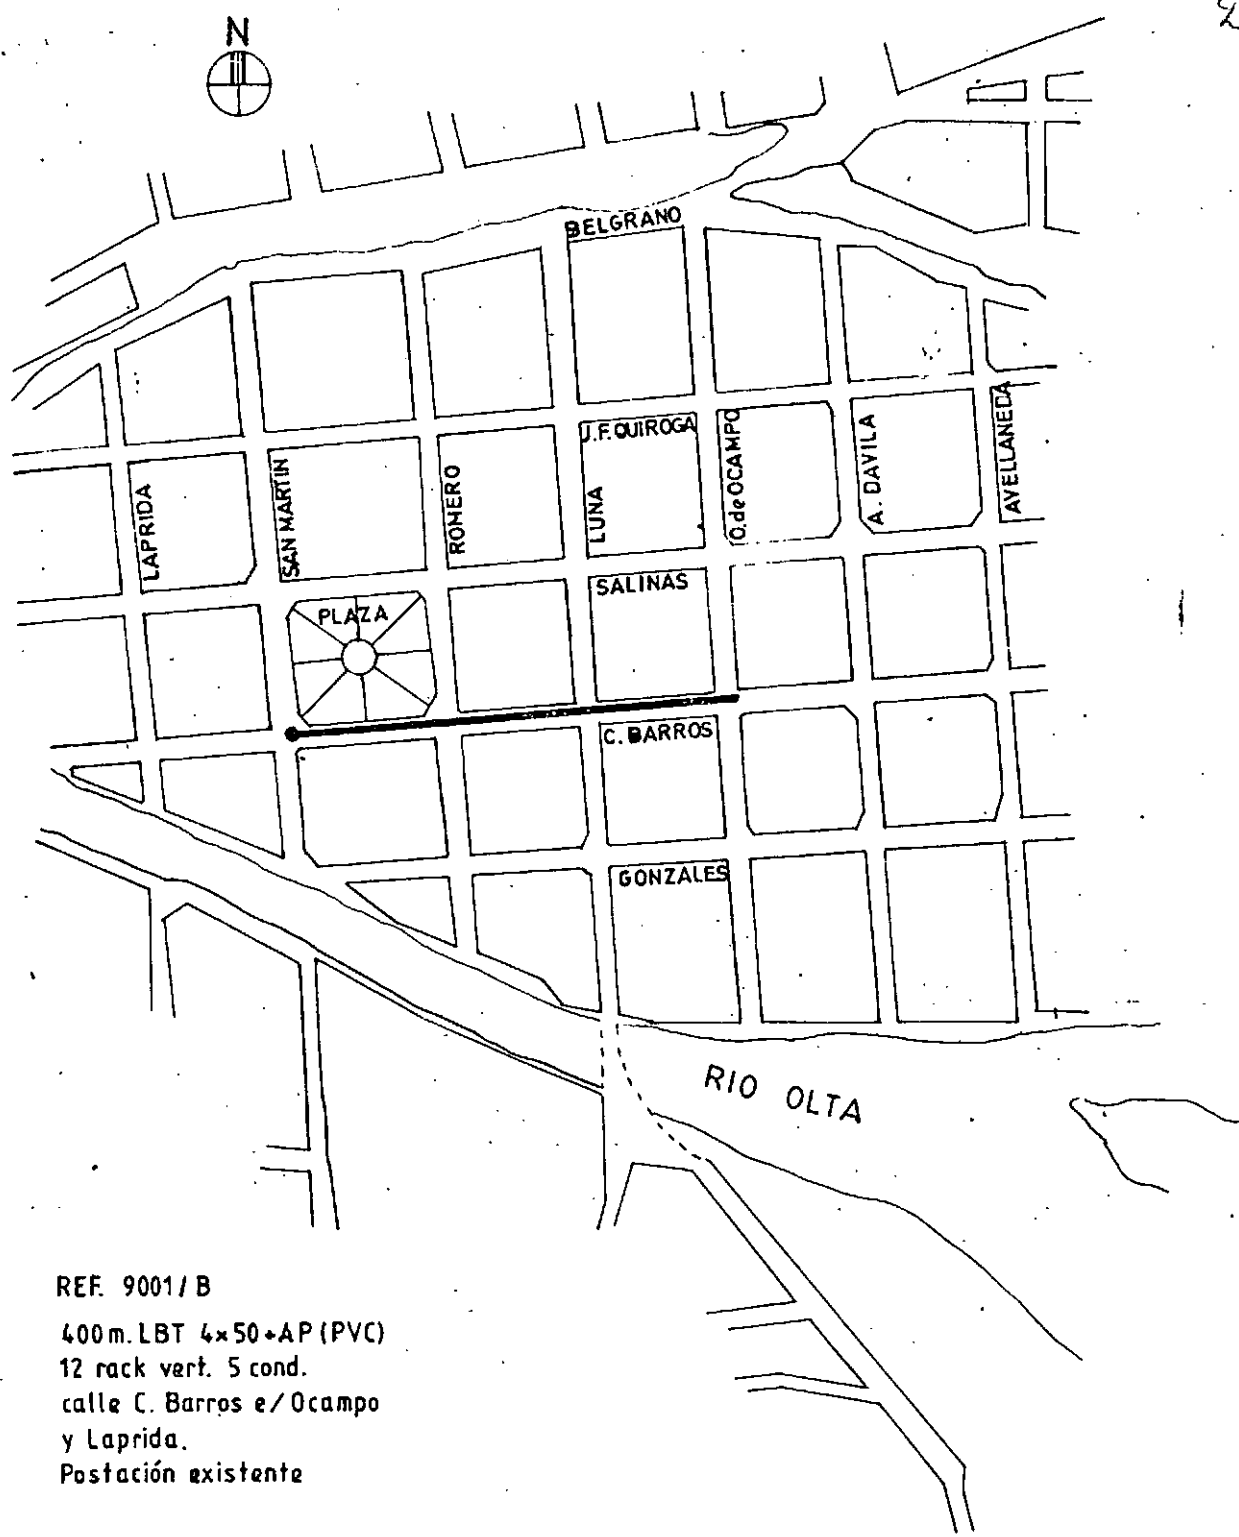 N
BELGRANO
J.F. QUIROGA
LAPRIDA
SAN MARTIN
ROMERO
LUNA
O. de OCAMPO
A. DAVILA
AVELLANEDA
SALINAS
PLAZA
C. BARROS
GONZALES
RIO OLTA
REF. 9001/B
400m. LBT 4x50+AP (PVC)
12 rack vert. 5 cond.
calle C. Barros e/Ocampo
y Laprida.
Postación existente